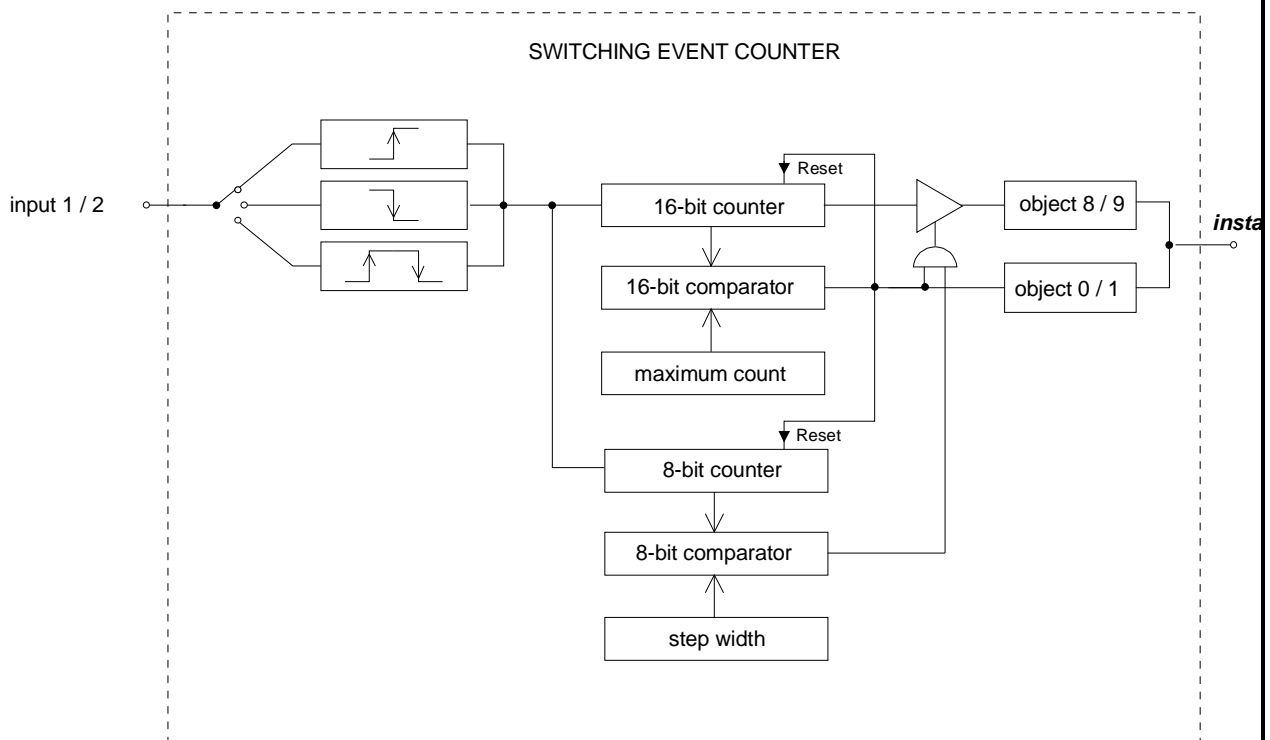 SWITCHING EVENT COUNTER
input 1 / 2
Reset
16-bit counter
object 8 / 9
insta
16-bit comparator
object 0 / 1
maximum count
Reset
8-bit counter
8-bit comparator
step width